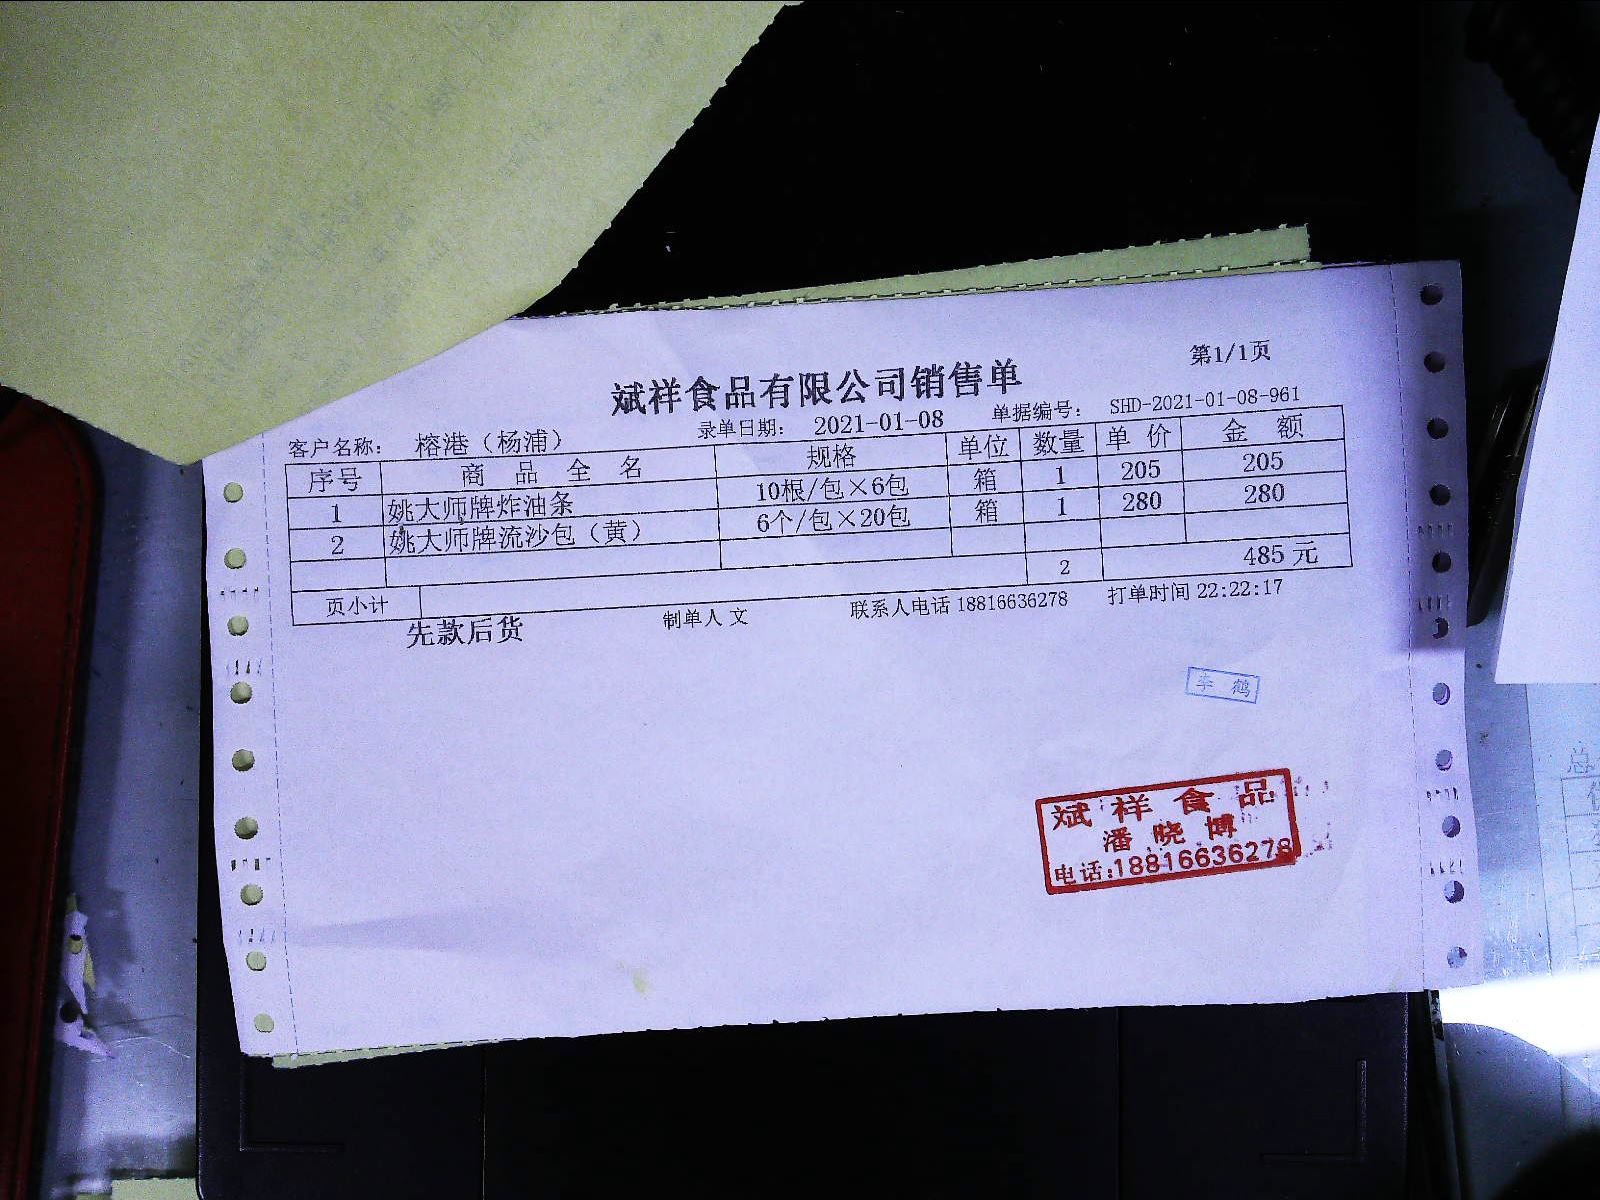 第1/1页
斌祥食品有限公司销售单
客户名称： 榕港（杨浦） 录单日期： 2021-01-08 单据编号： SHD-2021-01-08-961
序号 商 品 全 名 规格 单位 数量 单 价 金 额
1 姚大师牌炸油条 10根/包×6包 箱 1 205 205
2 姚大师牌流沙包（黄） 6个/包×20包 箱 1 280 280
页小计 2 485 元
先款后货 制单人 文 联系人电话 18816636278 打单时间 22:22:17
李 鹤
斌祥食品
潘晓博
电话:18816636278
总